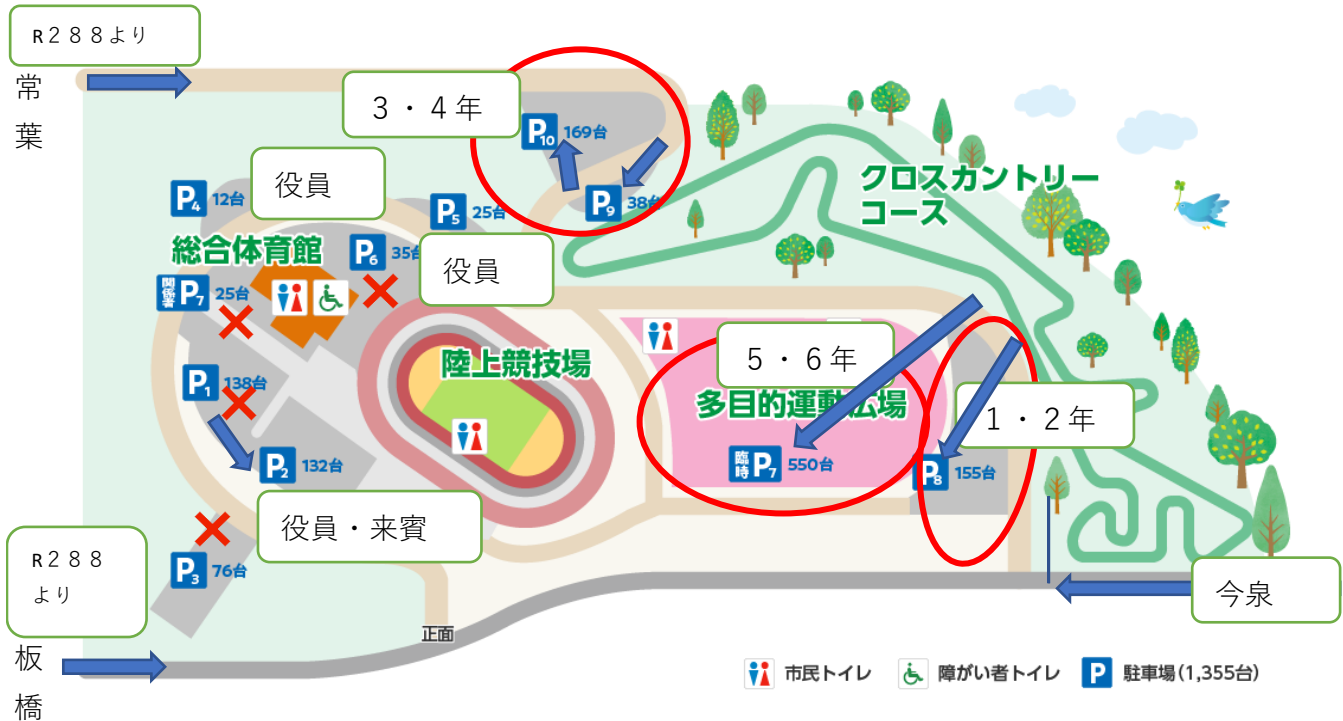 R288より
常
葉
3・4年
P10 169台
P9 38台
役員
P4 12台
P5 25台
総合体育館
P6 35台
役員
関係者 P7 25台
クロスカントリー
コース
陸上競技場
5・6年
多目的運動広場
臨時 P7 550台
1・2年
P8 155台
P1 138台
P2 132台
役員・来賓
P3 76台
R288
より
板
橋
正面
今泉
市民トイレ
障がい者トイレ
P 駐車場(1,355台)